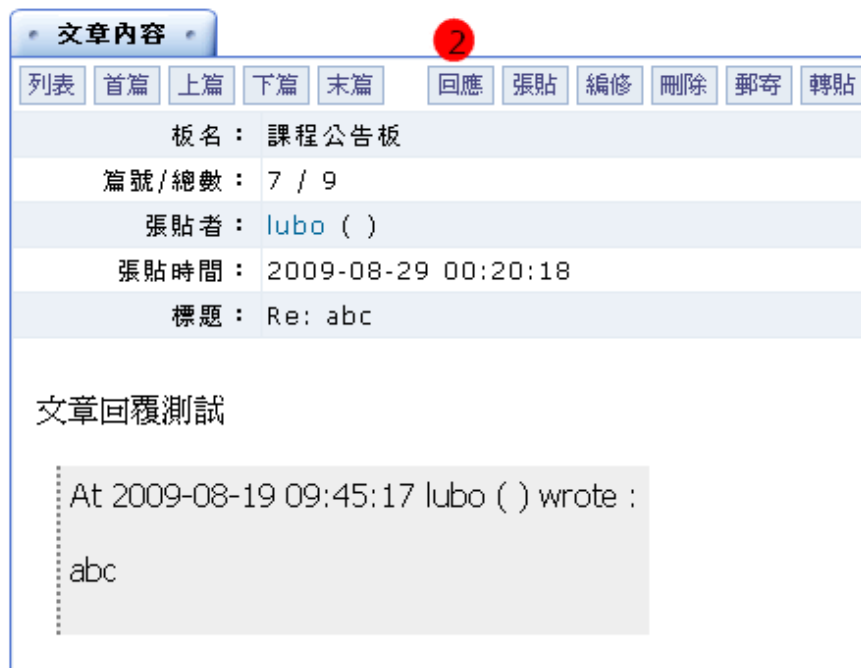 文章內容
2
列表 首篇 上篇 下篇 末篇 回應 張貼 編修 刪除 郵寄 轉貼
板名： 課程公告板
篇號/總數： 7 / 9
張貼者： lubo ( )
張貼時間： 2009-08-29 00:20:18
標題： Re: abc
文章回覆測試
At 2009-08-19 09:45:17 lubo ( ) wrote :
abc